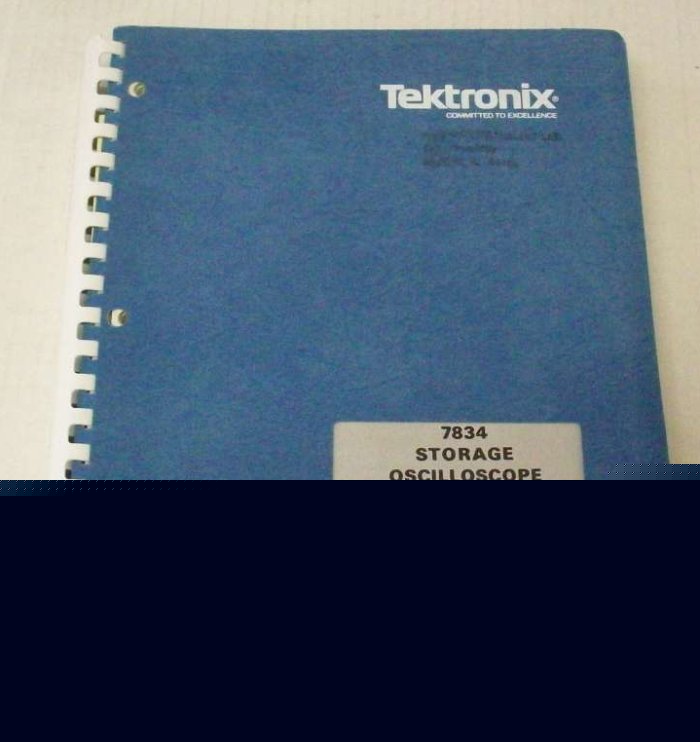 Tektronix®
COMMITTED TO EXCELLENCE
7834
STORAGE
OSCILLOSCOPE